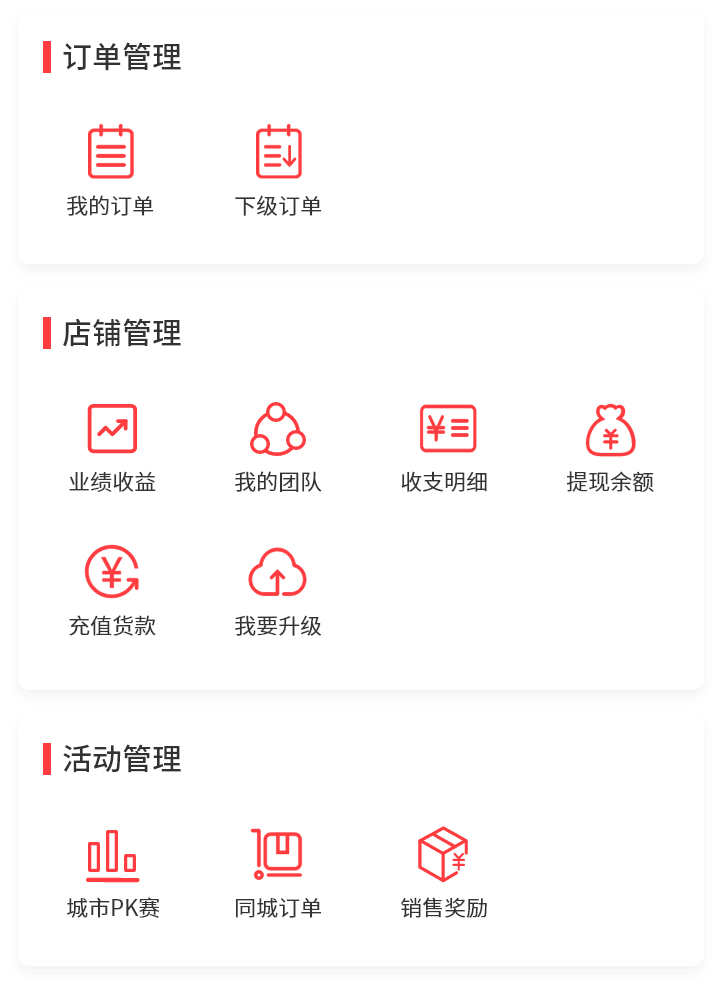 订单管理
我的订单 下级订单
店铺管理
业绩收益 我的团队 收支明细 提现余额
充值货款 我要升级
活动管理
城市PK赛 同城订单 销售奖励